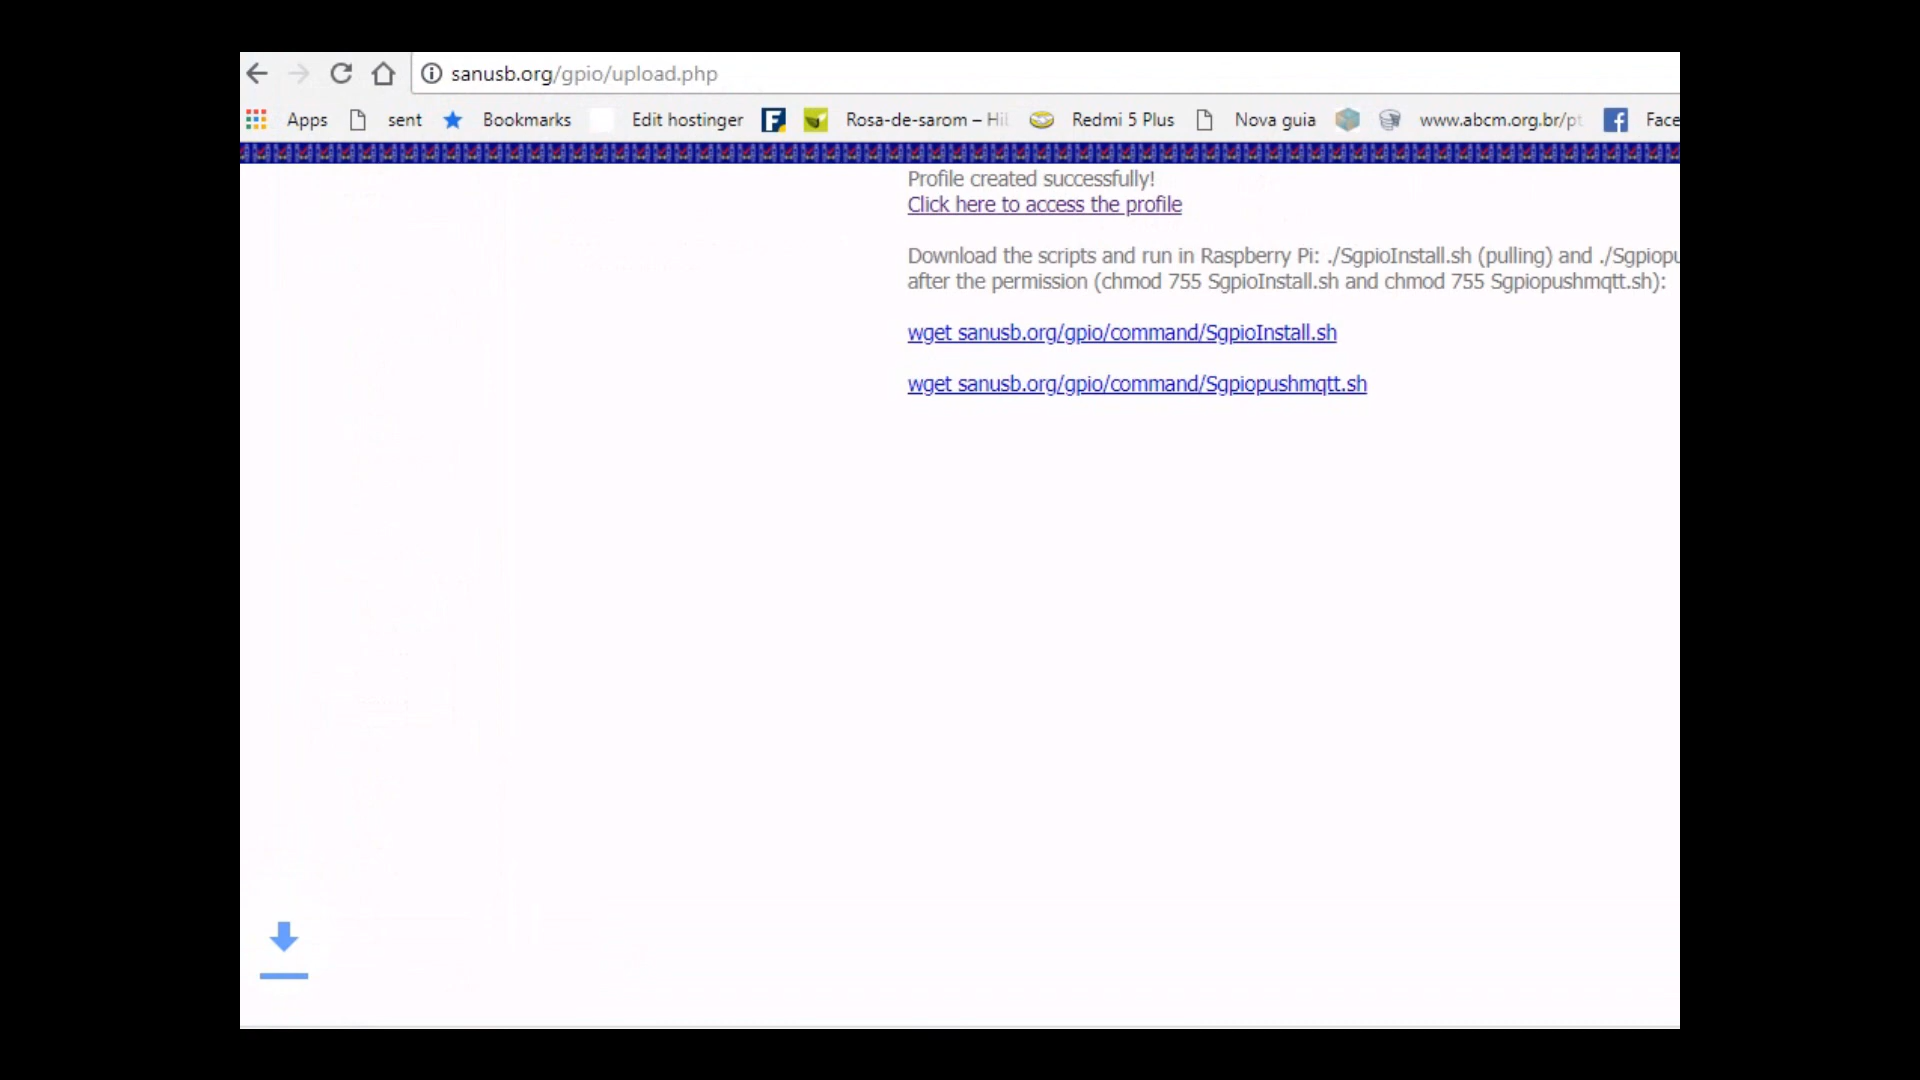 sanusb.org/gpio/upload.php
Apps sent Bookmarks Edit hostinger Rosa-de-sarom – Hi Redmi 5 Plus Nova guia www.abcm.org.br/pt Face
Profile created successfully!
Click here to access the profile
Download the scripts and run in Raspberry Pi: ./SgpioInstall.sh (pulling) and ./Sgpiopu
after the permission (chmod 755 SgpioInstall.sh and chmod 755 Sgpiopushmqtt.sh):
wget sanusb.org/gpio/command/SgpioInstall.sh
wget sanusb.org/gpio/command/Sgpiopushmqtt.sh